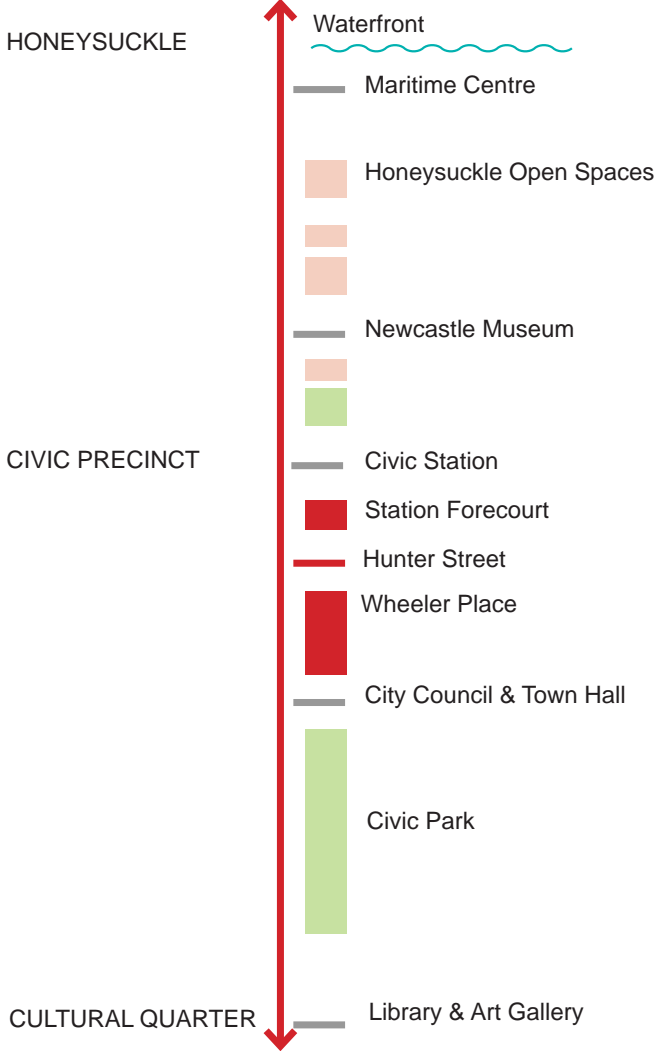 Waterfront
HONEYSUCKLE
Maritime Centre
Honeysuckle Open Spaces
Newcastle Museum
CIVIC PRECINCT
Civic Station
Station Forecourt
Hunter Street
Wheeler Place
City Council & Town Hall
Civic Park
CULTURAL QUARTER
Library & Art Gallery